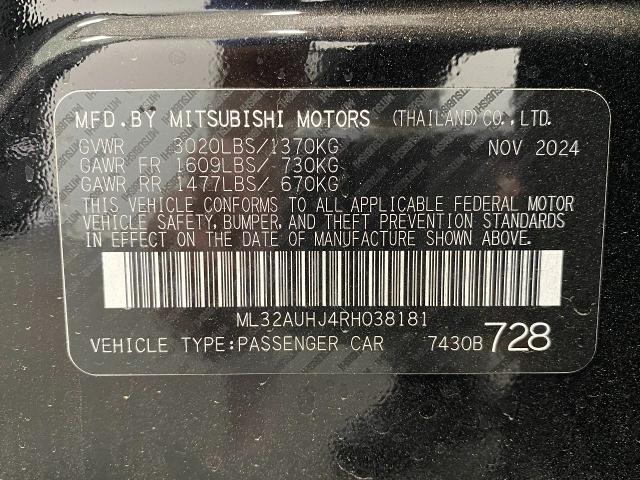 MFD.BY MITSUBISHI MOTORS (THAILAND)CO.,LTD.
GVWR 3020LBS/1370KG NOV 2024
GAWR FR 1609LBS/ 730KG
GAWR RR 1477LBS/ 670KG
THIS VEHICLE CONFORMS TO ALL APPLICABLE FEDERAL MOTOR
VEHICLE SAFETY, BUMPER, AND THEFT PREVENTION STANDARDS
IN EFFECT ON THE DATE OF MANUFACTURE SHOWN ABOVE.
ML32AUHJ4RH038181
VEHICLE TYPE:PASSENGER CAR 7430B 728